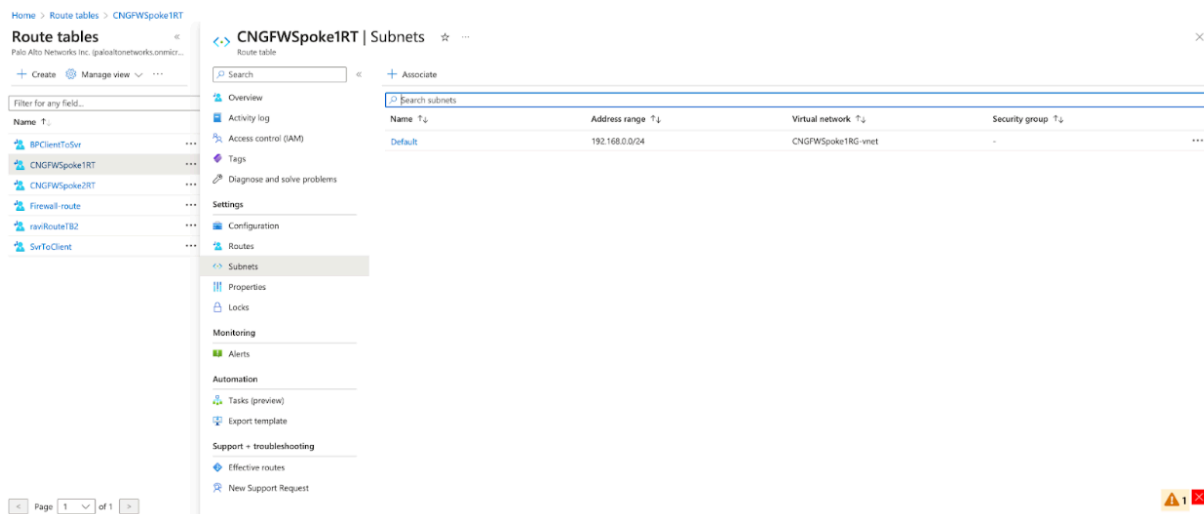 Home > Route tables > CNGFWSpoke1RT
Route tables
Palo Alto Networks Inc. (paloaltonetworks.onmicr...
Create
Manage view
Filter for any field...
Name
BPClientToSvr
CNGFWSpoke1RT
CNGFWSpoke2RT
Firewall-route
raviRouteTB2
SvrToClient
< Page 1 of 1 >
CNGFWSpoke1RT | Subnets
Route table
Search
Overview
Activity log
Access control (IAM)
Tags
Diagnose and solve problems
Settings
Configuration
Routes
Subnets
Properties
Locks
Monitoring
Alerts
Automation
Tasks (preview)
Export template
Support + troubleshooting
Effective routes
New Support Request
Associate
Search subnets
Name Address range Virtual network Security group
Default 192.168.0.0/24 CNGFWSpoke1RG-vnet -
1